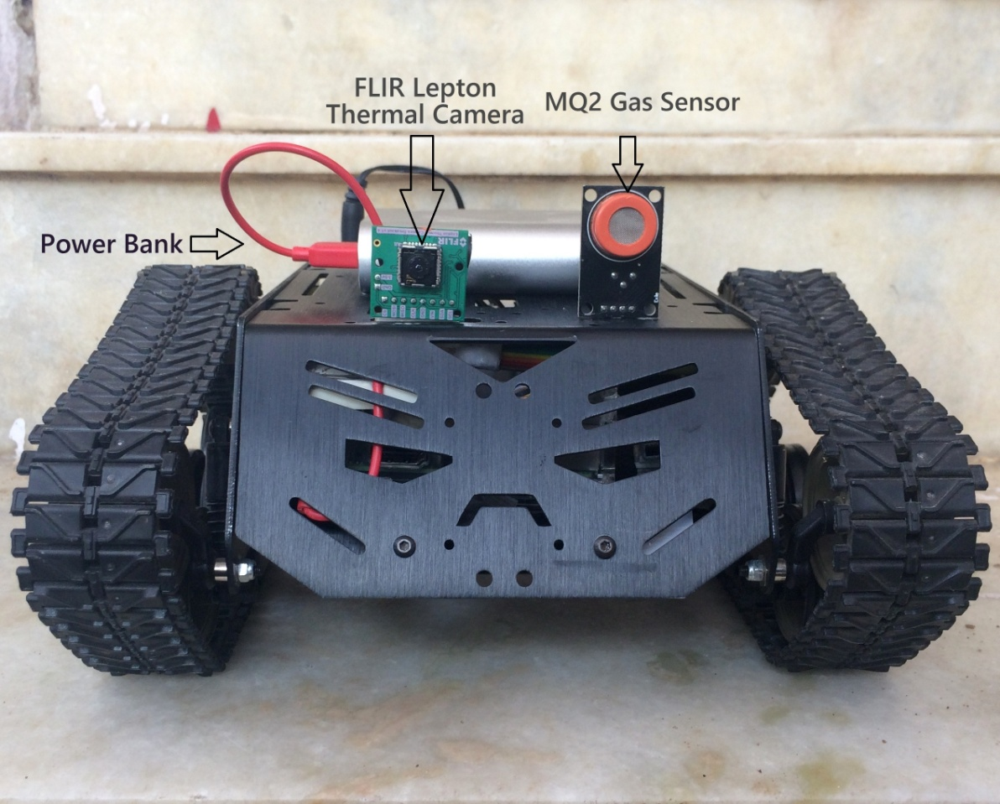 FLIR Lepton
Thermal Camera
MQ2 Gas Sensor
Power Bank
FLIR